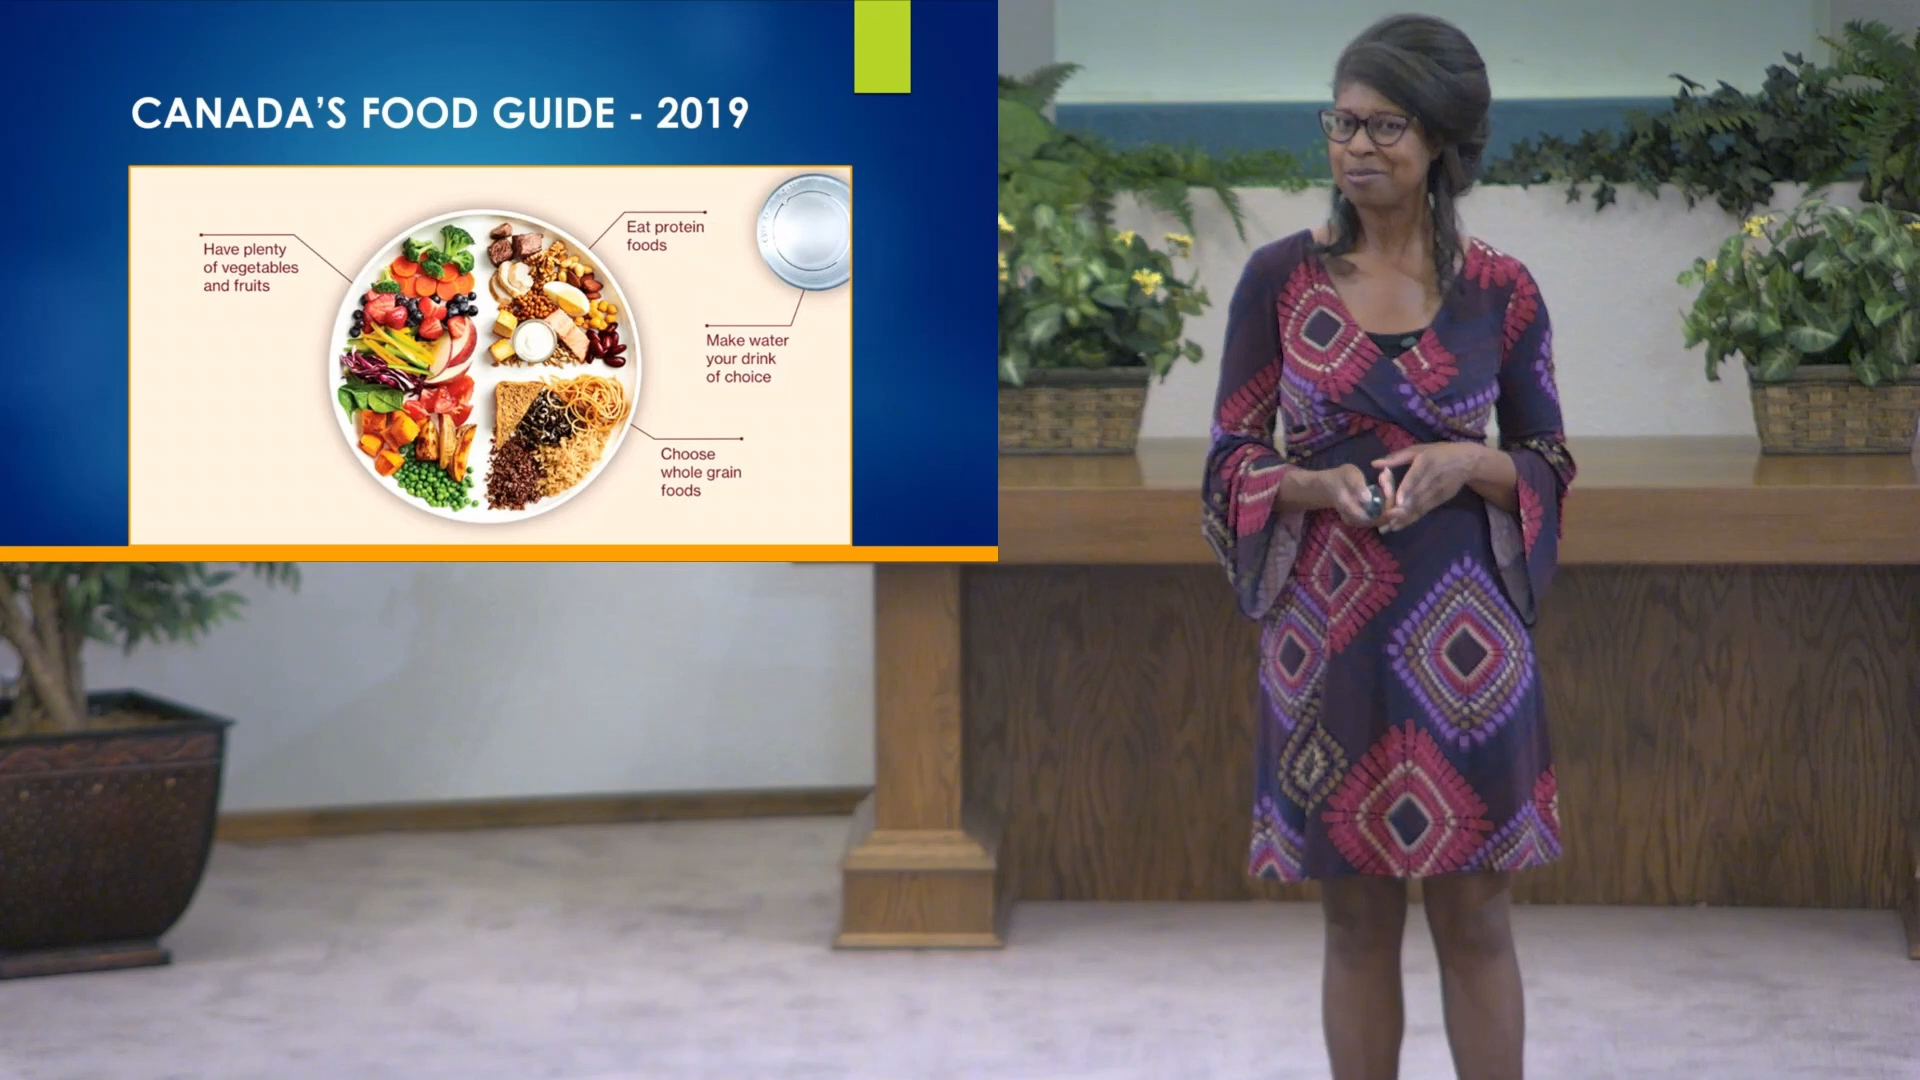 CANADA'S FOOD GUIDE - 2019
Have plenty
of vegetables
and fruits
Eat protein
foods
Make water
your drink
of choice
Choose
whole grain
foods